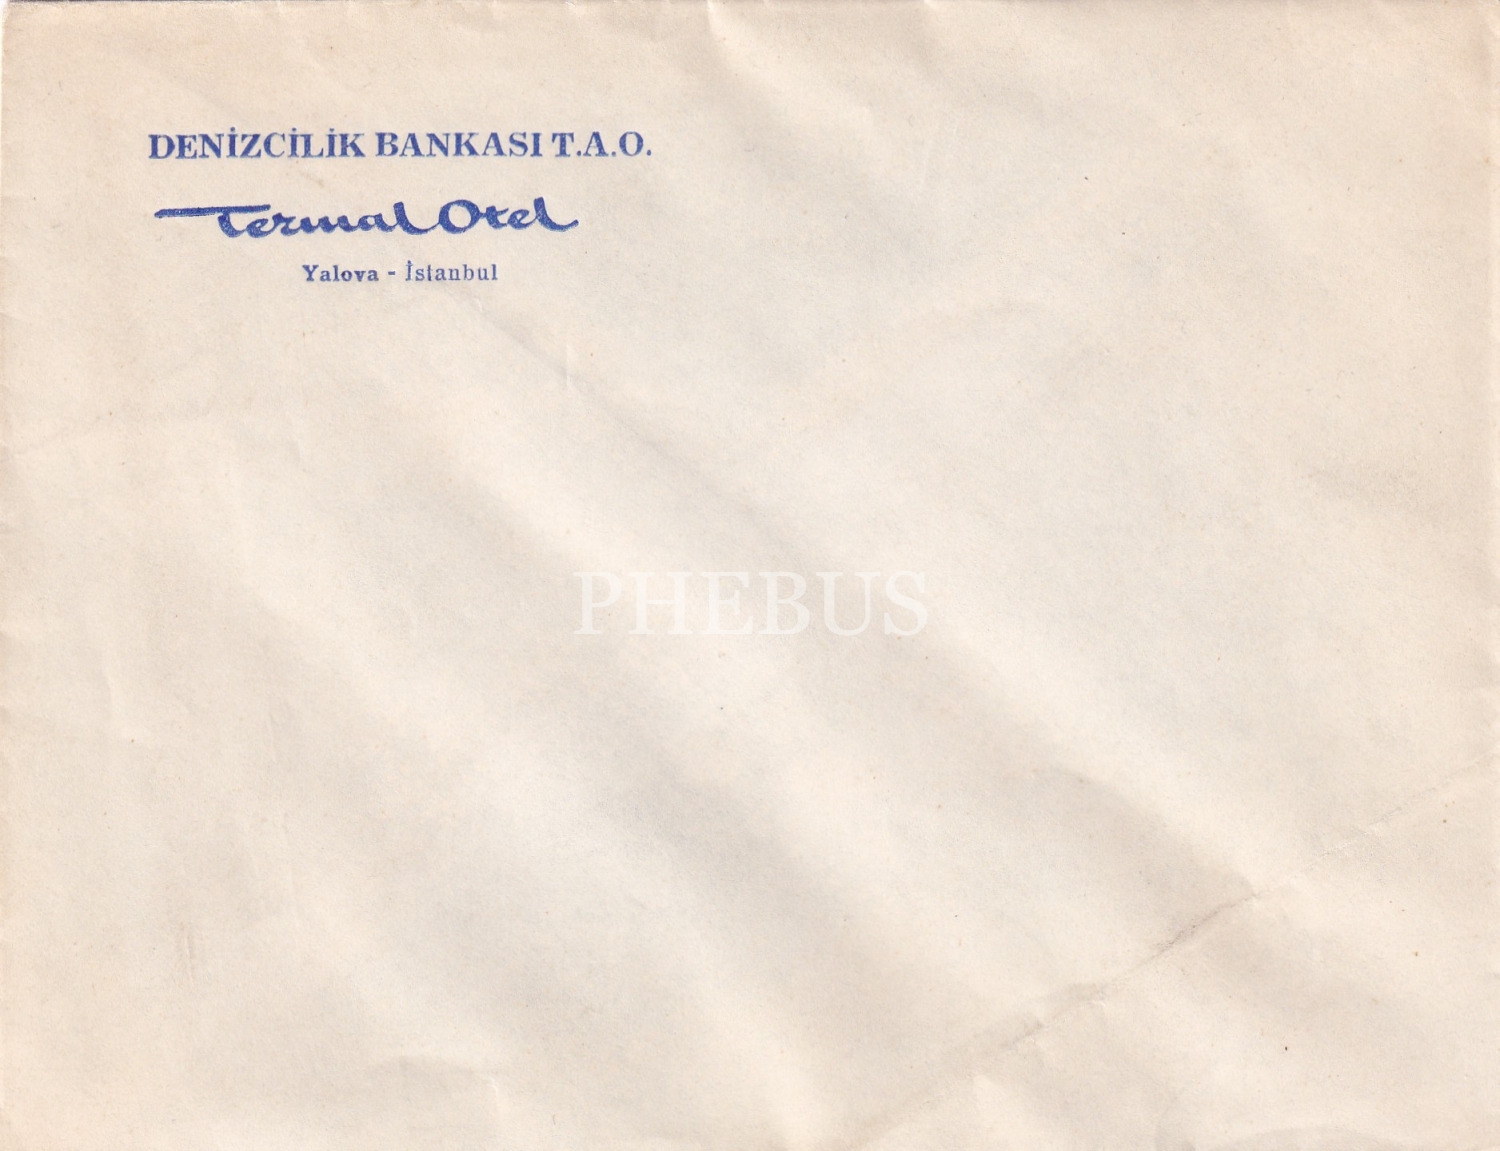 DENİZCİLİK BANKASI T.A.O.
Termal Otel
Yalova - İstanbul
PHEBUS